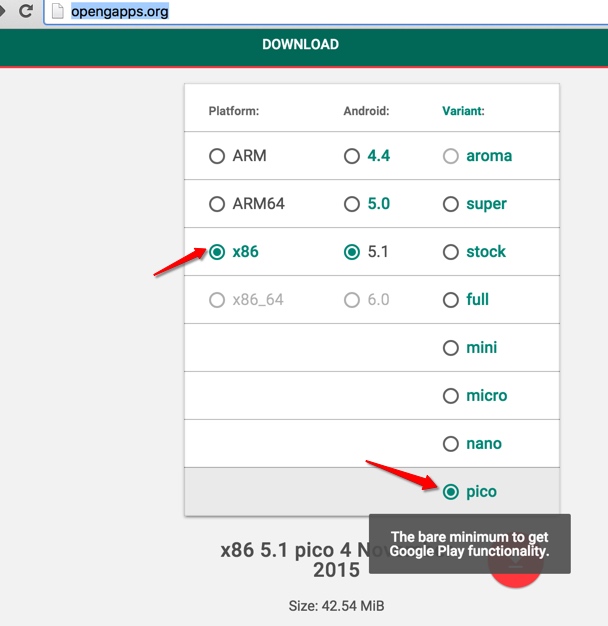 opengapps.org
DOWNLOAD
Platform: Android: Variant:
ARM 4.4 aroma
ARM64 5.0 super
x86 5.1 stock
x86_64 6.0 full
mini
micro
nano
pico
The bare minimum to get
Google Play functionality.
x86 5.1 pico 4 No
2015
Size: 42.54 MiB